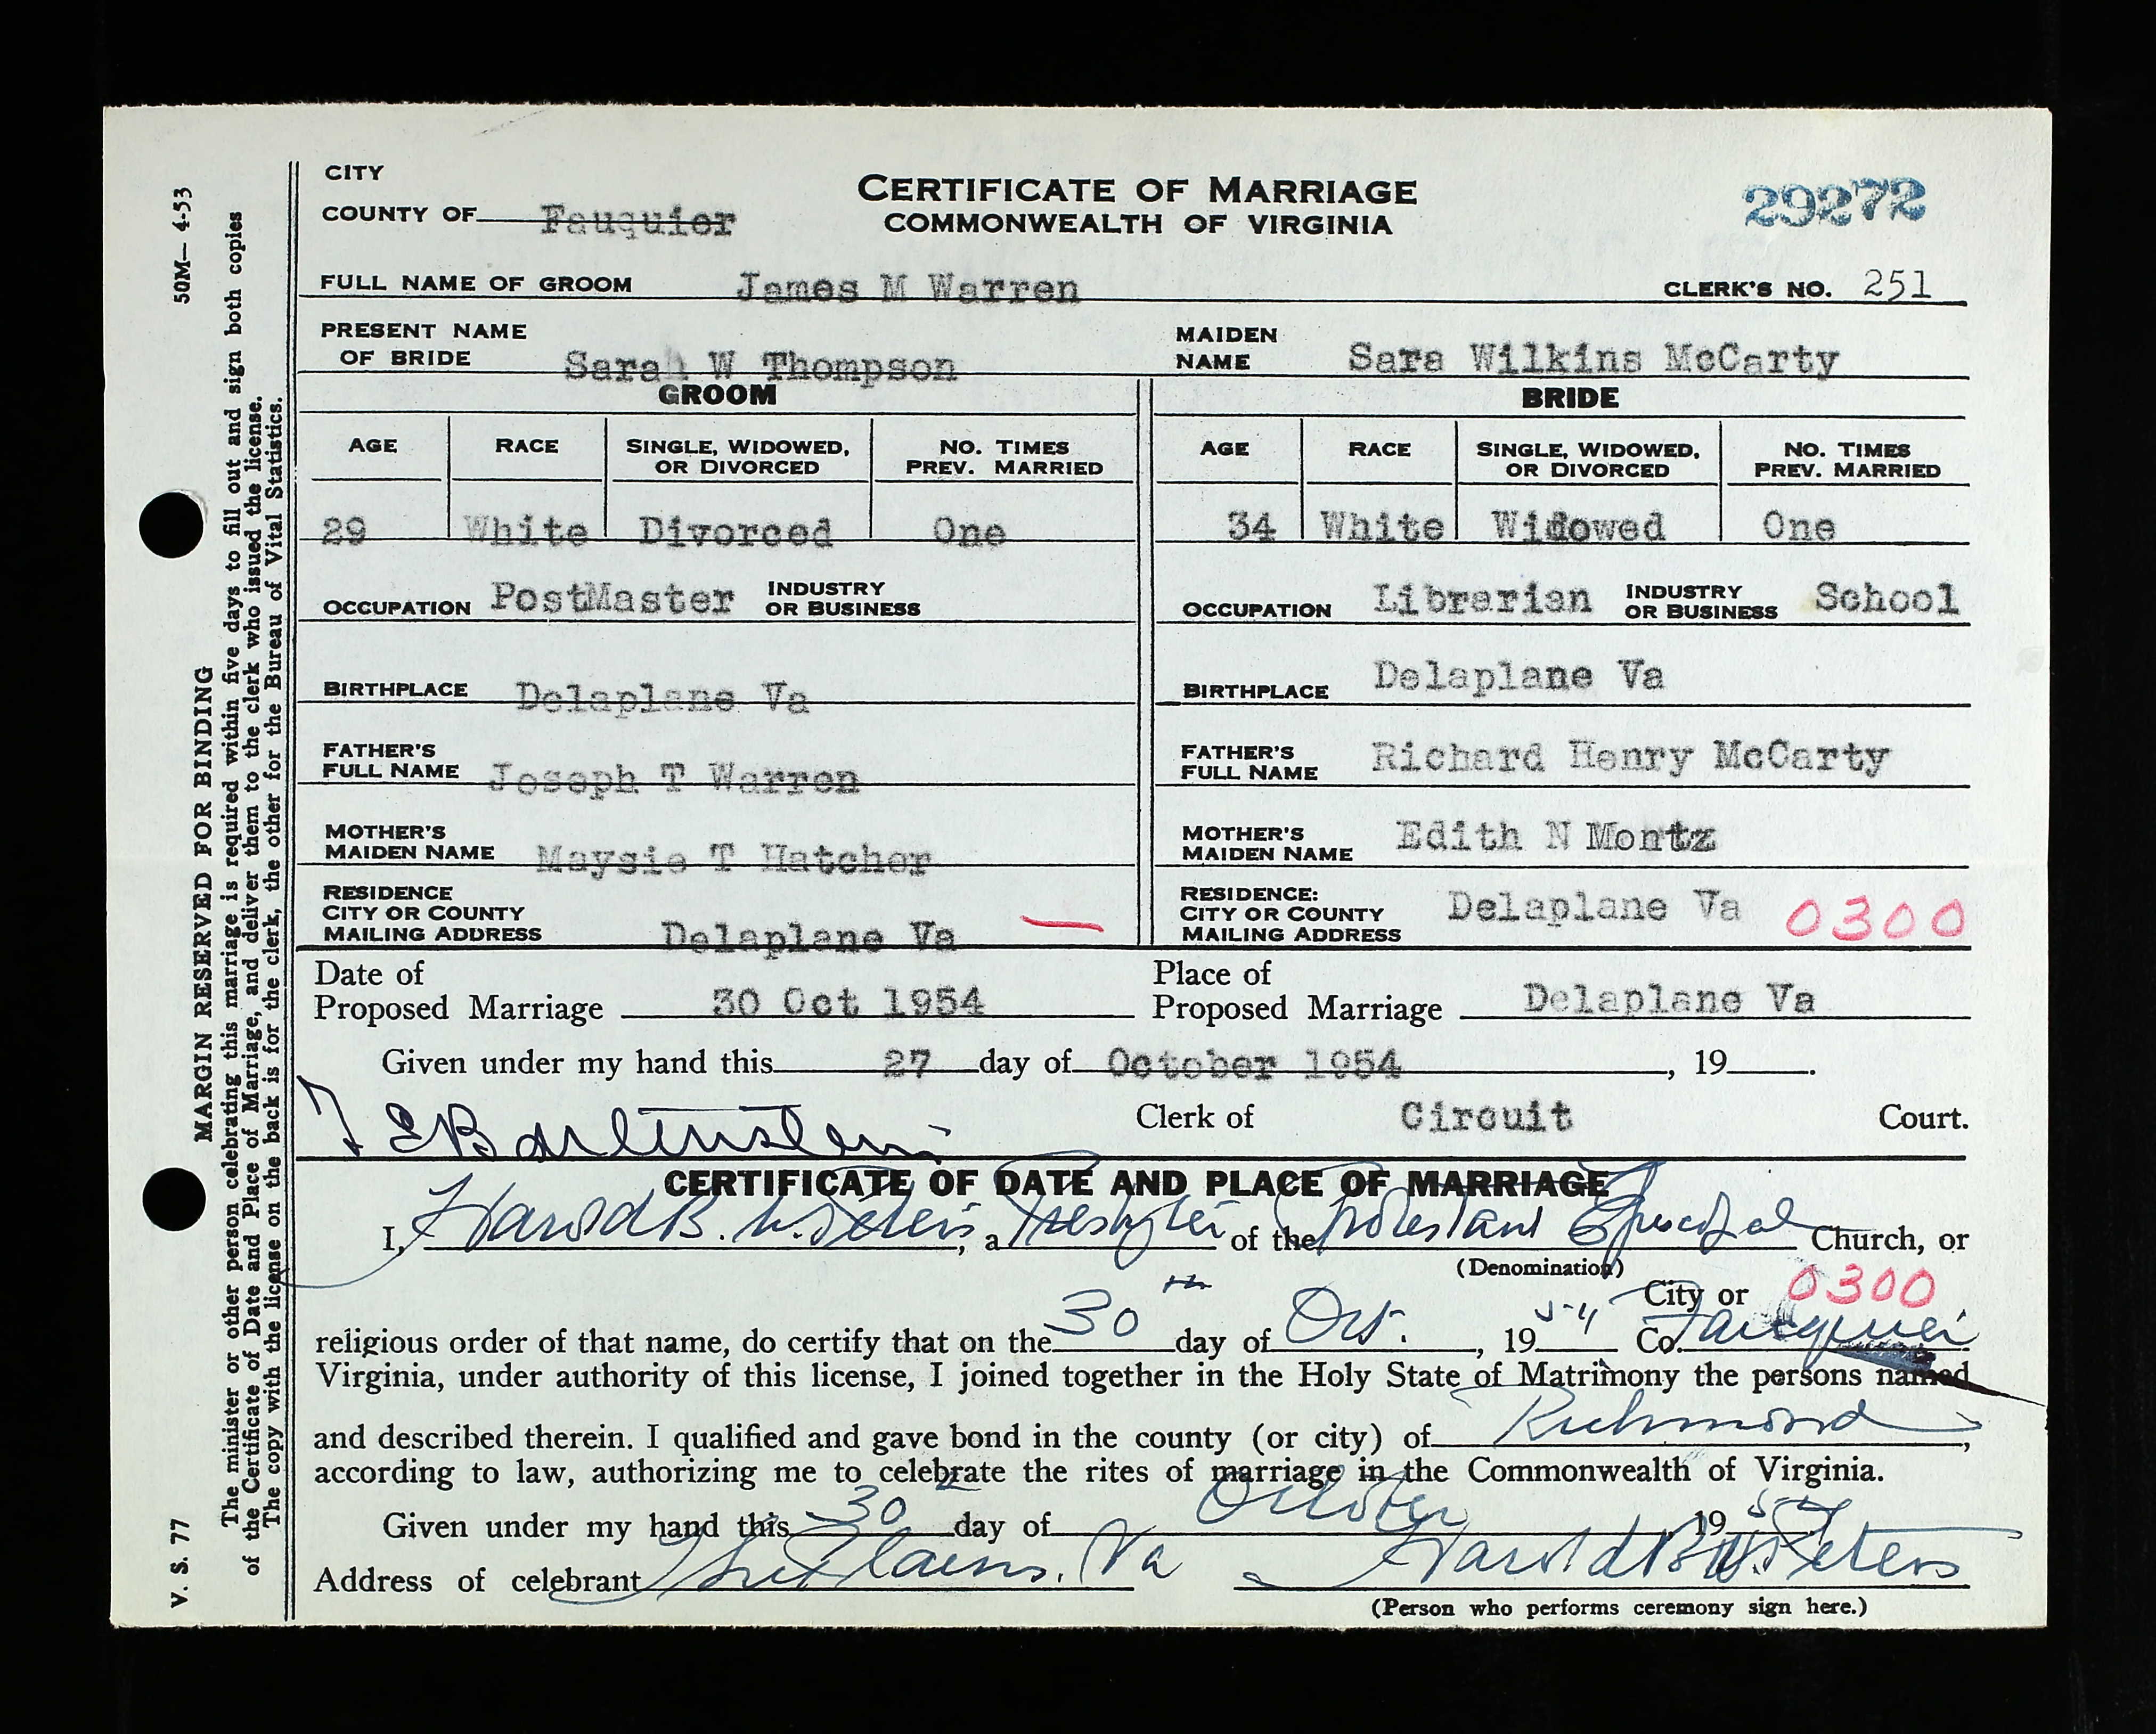 CITY
COUNTY OF Fauquier
CERTIFICATE OF MARRIAGE
COMMONWEALTH OF VIRGINIA
29272
FULL NAME OF GROOM James M Warren
CLERK'S NO. 251
PRESENT NAME
OF BRIDE Sarah W Thompson
MAIDEN
NAME Sara Wilkins McCarty
GROOM
AGE RACE SINGLE, WIDOWED, OR DIVORCED NO. TIMES PREV. MARRIED
29 White Divorced One
OCCUPATION PostMaster INDUSTRY OR BUSINESS
BIRTHPLACE Delaplane Va
FATHER'S
FULL NAME Joseph T Warren
MOTHER'S
MAIDEN NAME Maysie T Hatcher
RESIDENCE
CITY OR COUNTY
MAILING ADDRESS Delaplane Va
BRIDE
AGE RACE SINGLE, WIDOWED, OR DIVORCED NO. TIMES PREV. MARRIED
34 White Widowed One
OCCUPATION Librarian INDUSTRY OR BUSINESS School
BIRTHPLACE Delaplane Va
FATHER'S
FULL NAME Richard Henry McCarty
MOTHER'S
MAIDEN NAME Edith N Montz
RESIDENCE:
CITY OR COUNTY
MAILING ADDRESS Delaplane Va 0300
Date of
Proposed Marriage 30 Oct 1954
Place of
Proposed Marriage Delaplane Va
Given under my hand this 27 day of October 1954, 19 .
T E Bartenstein Clerk of Circuit Court.
CERTIFICATE OF DATE AND PLACE OF MARRIAGE
I, Harold B. W. Peters, a Presbyter of the Protestant Episcopal Church, or
(Denomination)
City or 0300
religious order of that name, do certify that on the 30th day of Oct., 1954 Co. Fauquier
Virginia, under authority of this license, I joined together in the Holy State of Matrimony the persons named
and described therein. I qualified and gave bond in the county (or city) of Richmond,
according to law, authorizing me to celebrate the rites of marriage in the Commonwealth of Virginia.
Given under my hand this 30 day of October 1954
Address of celebrant The Plains, Va Harold B. W. Peters
(Person who performs ceremony sign here.)
V. S. 77 MARGIN RESERVED FOR BINDING 50M—4-53
The minister or other person celebrating this marriage is required within five days to fill out and sign both copies
of the Certificate of Date and Place of Marriage, and deliver them to the clerk who issued the license.
The copy with the license on the back is for the clerk, the other for the Bureau of Vital Statistics.